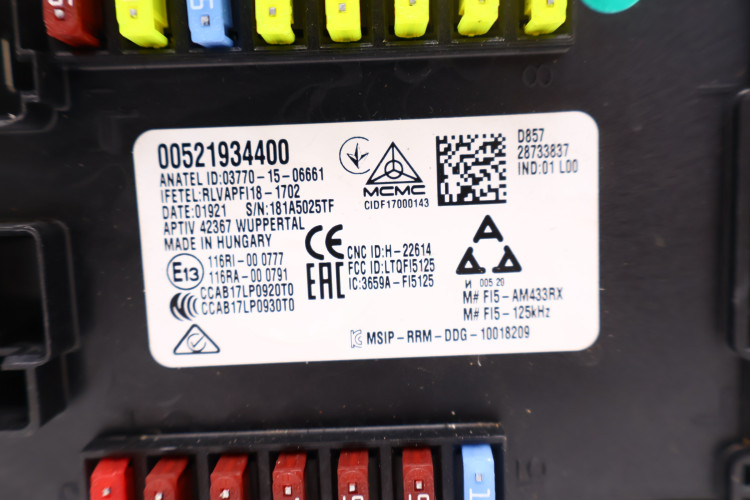 00521934400
ANATEL ID:03770-15-06661
IFETEL:RLVAPFI18-1702
DATE:01921 S/N:181A5025TF
APTIV 42367 WUPPERTAL
MADE IN HUNGARY
MCMC
CIDF17000143
D857
28733837
IND:01 L00
E13
116RI-00 0777
116RA-00 0791
CCAB17LP0920T0
CCAB17LP0930T0
CE
EAC
CNC ID:H-22614
FCC ID:LTQFI5125
IC:3659A-FI5125
И 005 20
M# FI5-AM433RX
M# FI5-125kHz
MSIP-RRM-DDG-10018209
8